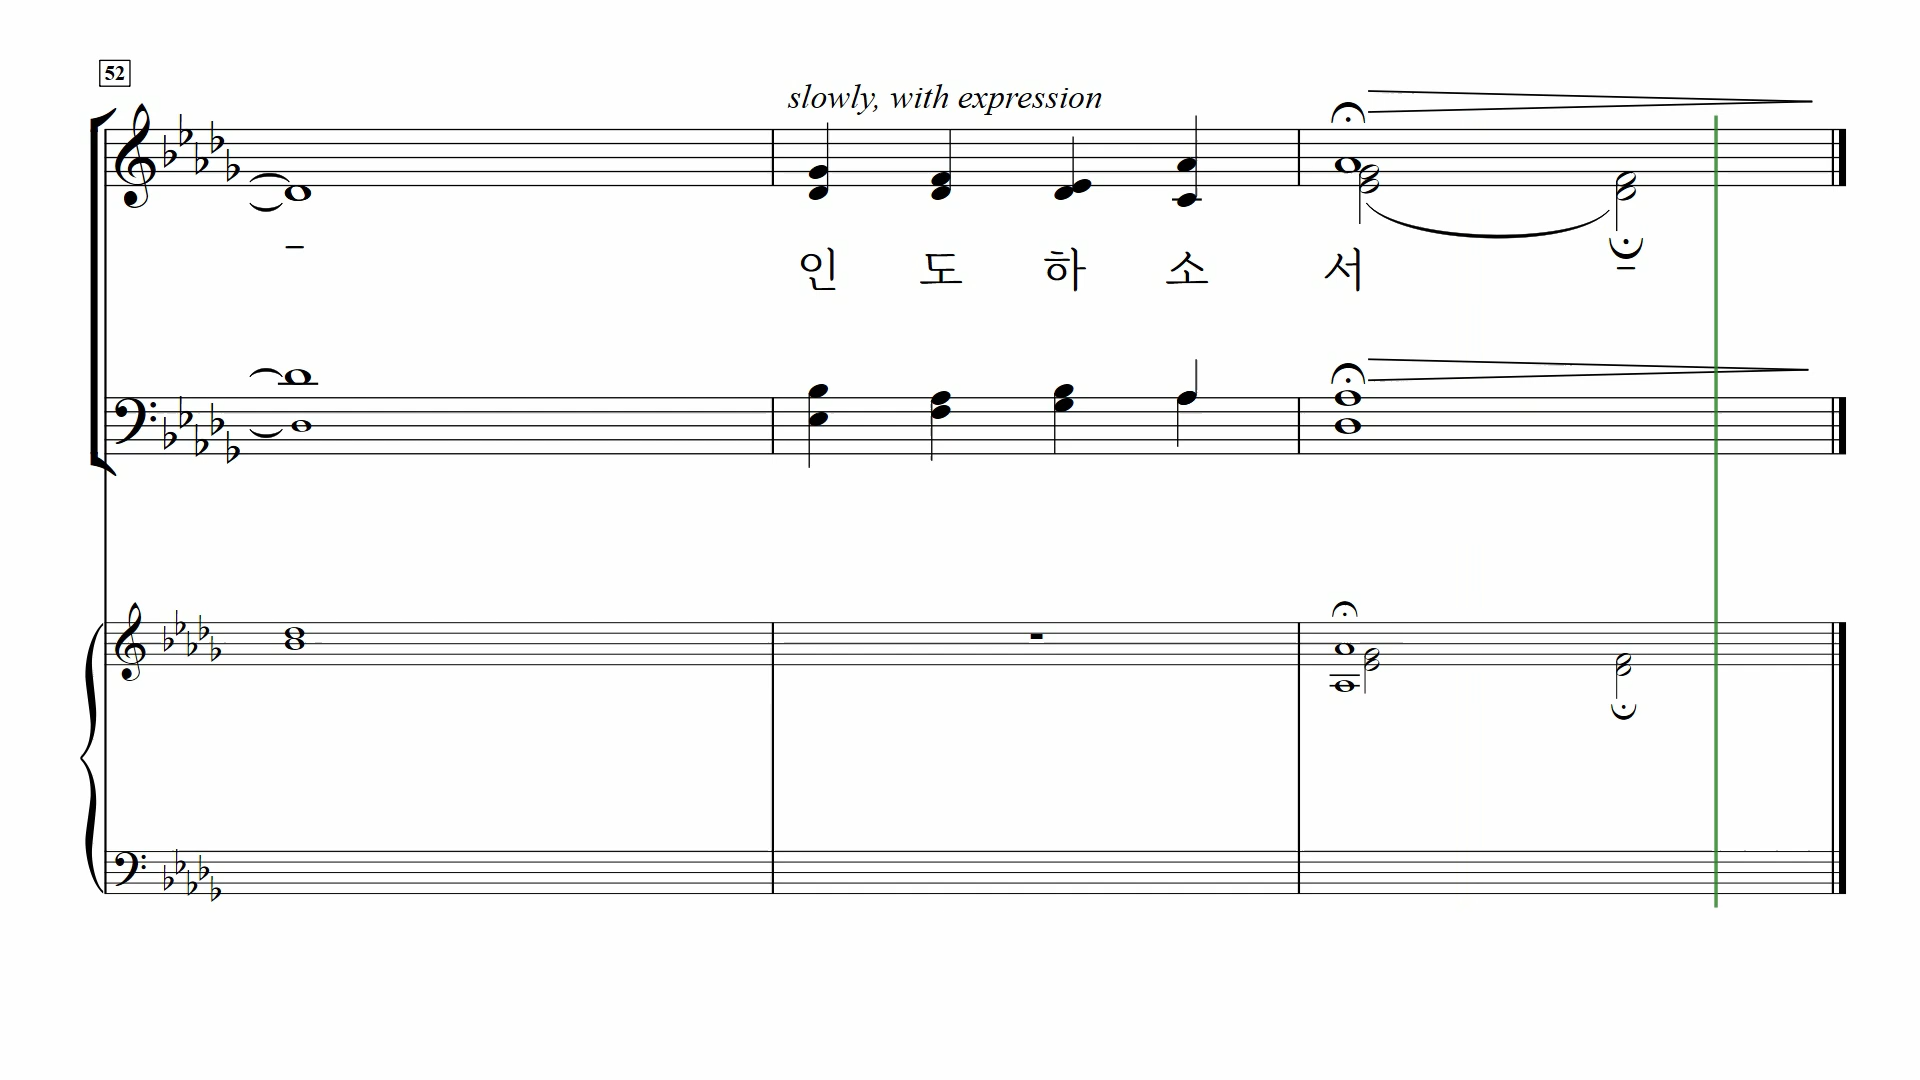 52
slowly, with expression
– 인 도 하 소 서 –